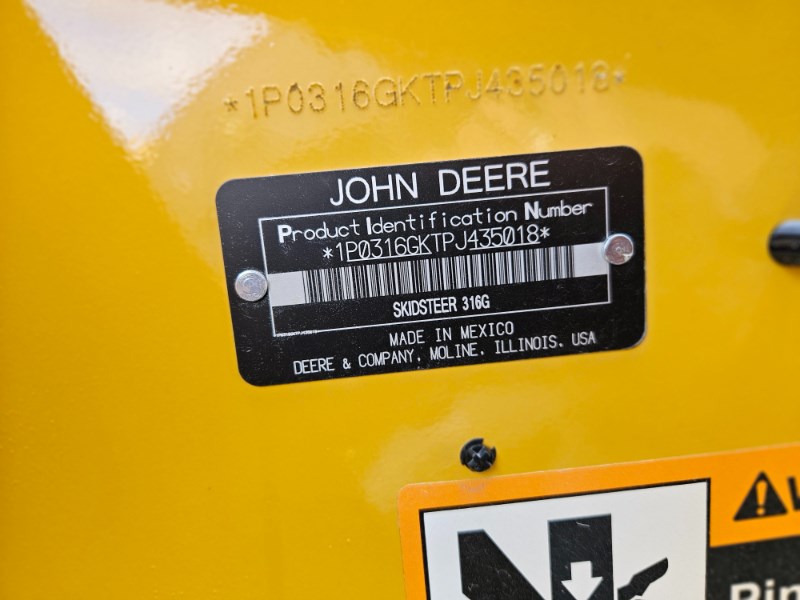 *1P0316GKTPJ435018*
JOHN DEERE
Product Identification Number
*1P0316GKTPJ435018*
SKIDSTEER 316G
MADE IN MEXICO
DEERE & COMPANY, MOLINE, ILLINOIS, USA